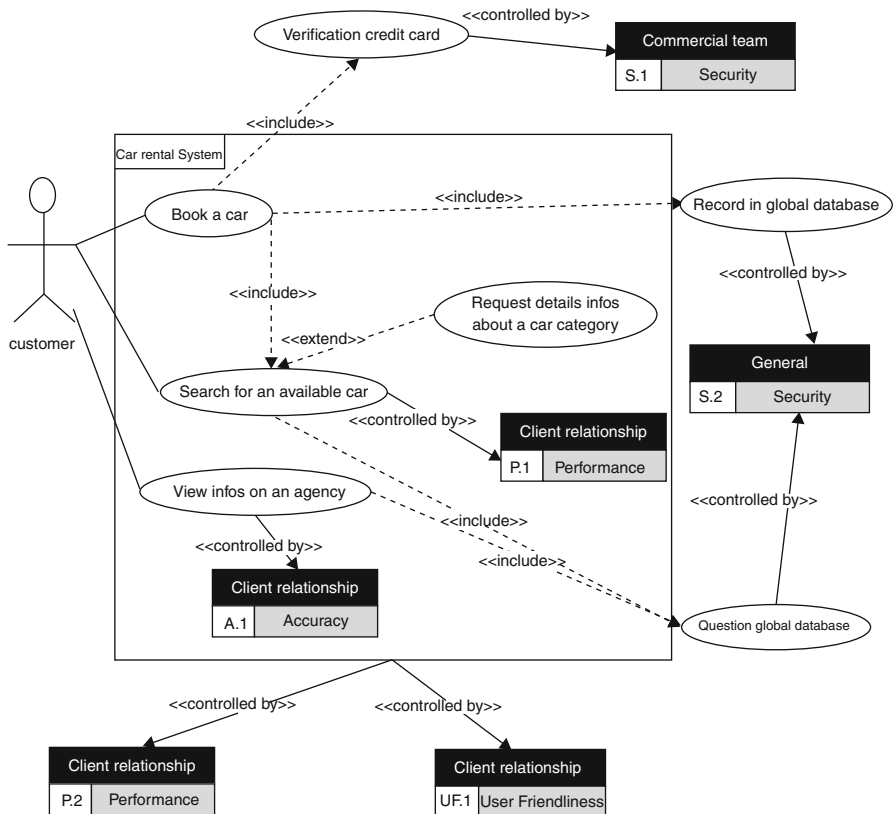 <<controlled by>>
Verification credit card
Commercial team
S.1 Security
<<include>>
Car rental System
Book a car
<<include>>
Record in global database
<<controlled by>>
<<include>>
Request details infos
about a car category
<<extend>>
customer
General
S.2 Security
Search for an available car
<<controlled by>>
Client relationship
P.1 Performance
View infos on an agency
<<controlled by>>
<<include>>
<<controlled by>>
<<include>>
Client relationship
A.1 Accuracy
Question global database
<<controlled by>>
<<controlled by>>
Client relationship
P.2 Performance
Client relationship
UF.1 User Friendliness